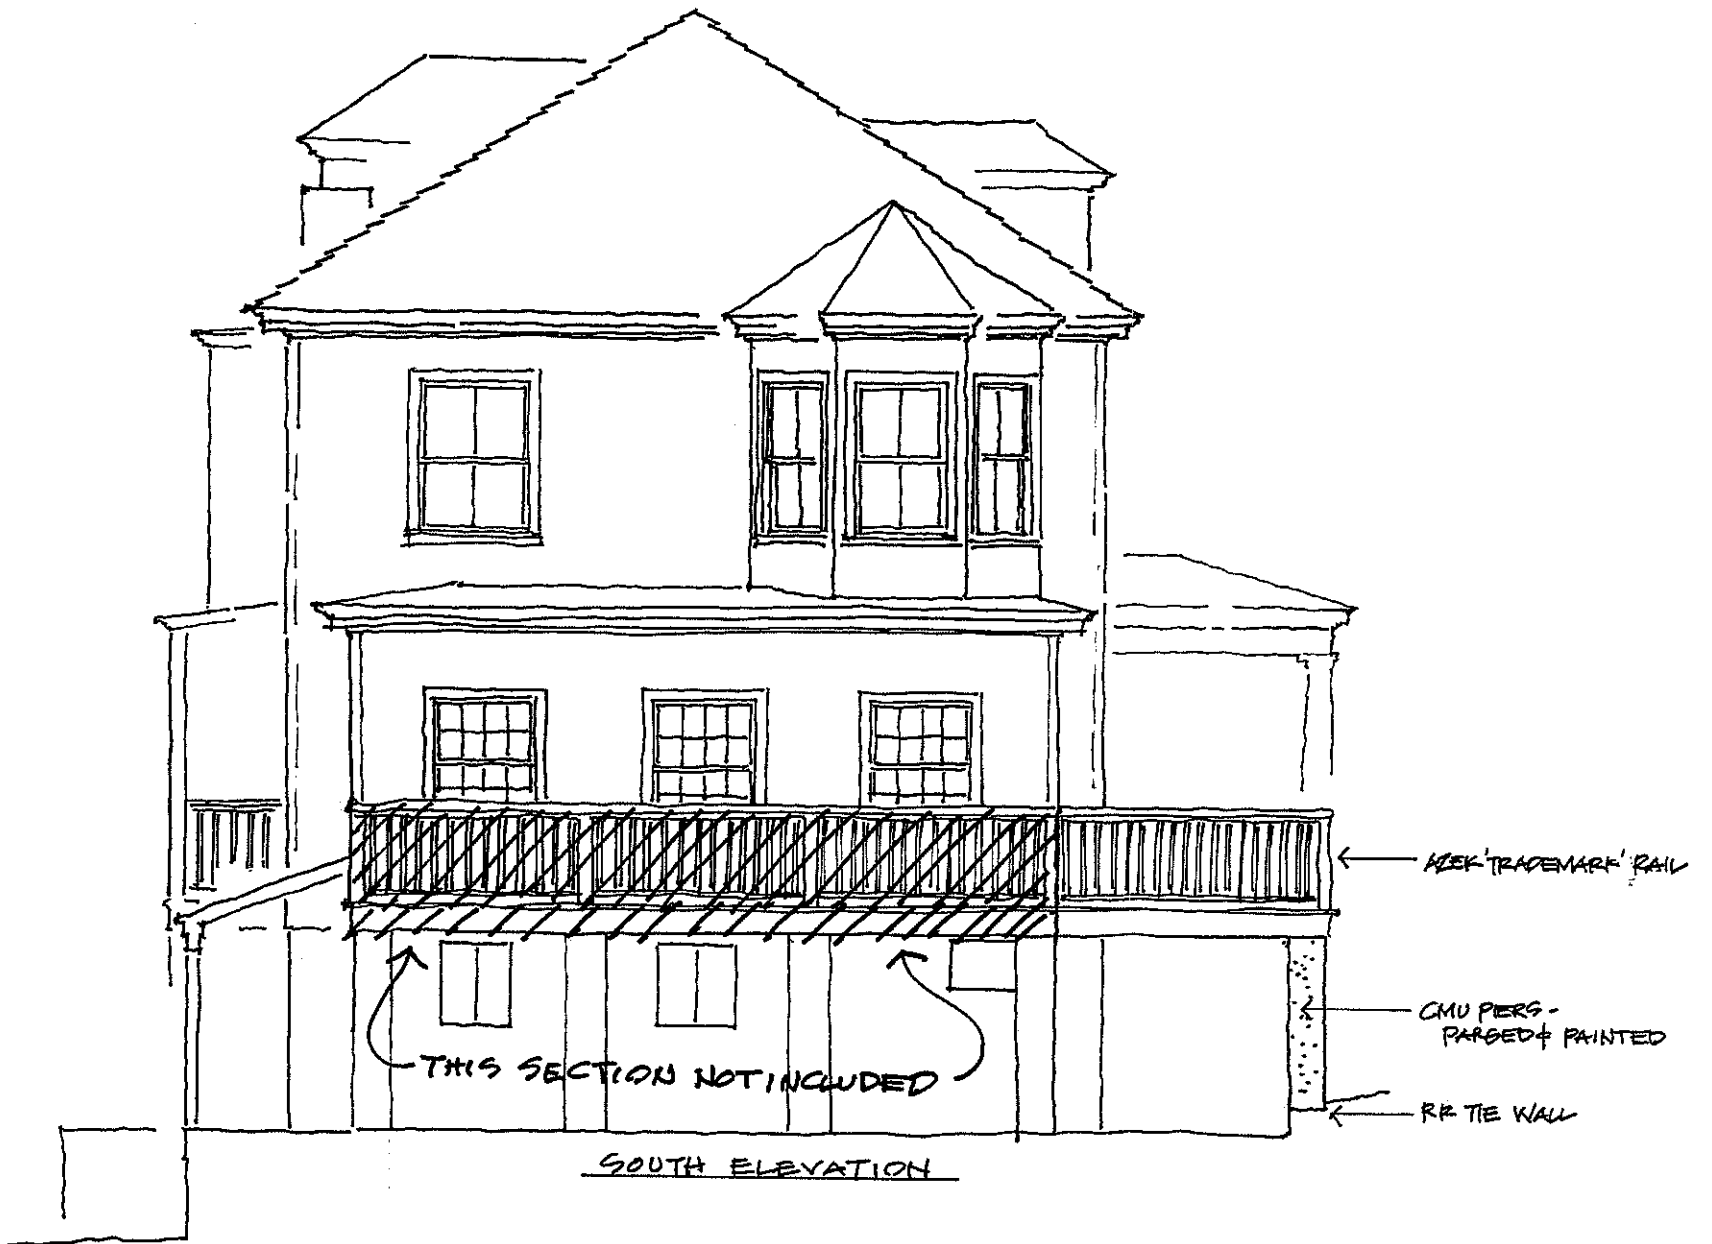 AZEK 'TRADEMARK' RAIL
CMU PIERS -
PARGED & PAINTED
THIS SECTION NOT INCLUDED
RR TIE WALL
SOUTH ELEVATION